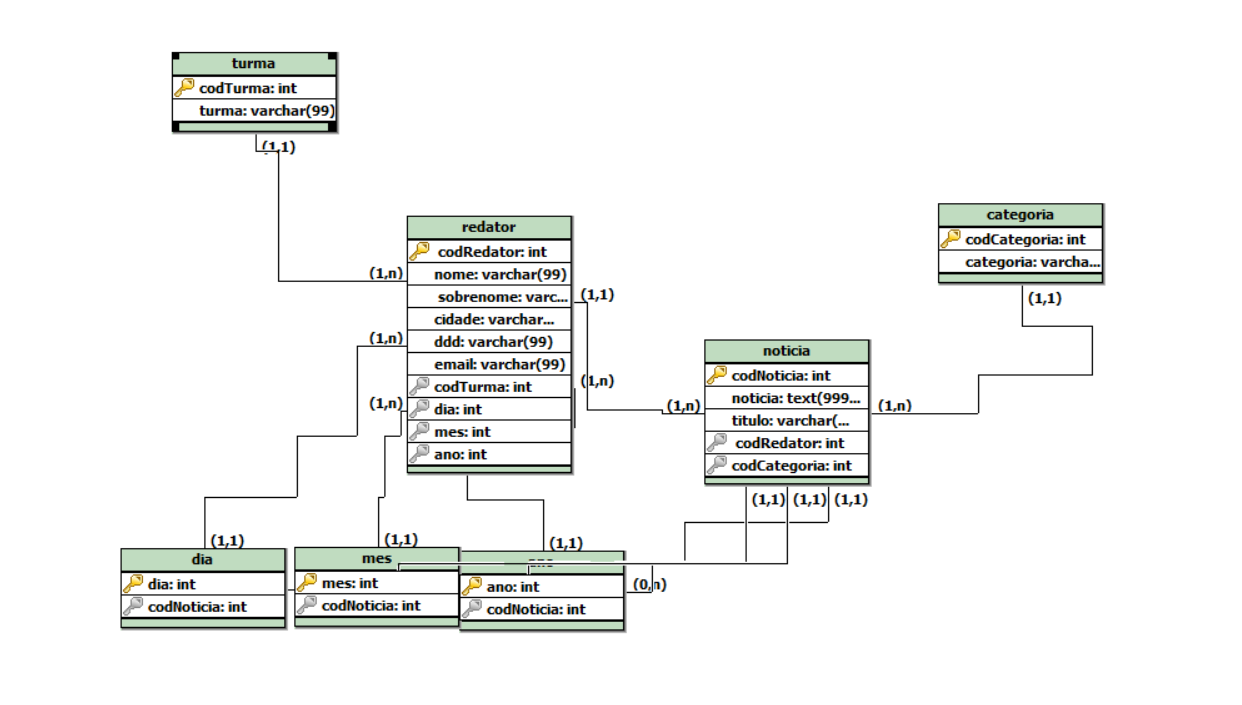 turma
codTurma: int
turma: varchar(99)
(1,1)
(1,n)
redator
codRedator: int
nome: varchar(99)
sobrenome: varc...
cidade: varchar...
ddd: varchar(99)
email: varchar(99)
codTurma: int
dia: int
mes: int
ano: int
(1,n)
(1,n)
(1,1)
(1,n)
categoria
codCategoria: int
categoria: varcha...
(1,1)
noticia
codNoticia: int
noticia: text(999...
titulo: varchar(...
codRedator: int
codCategoria: int
(1,n)
(1,n)
(1,1) (1,1) (1,1)
(1,1)
dia
dia: int
codNoticia: int
(1,1)
mes
mes: int
codNoticia: int
(1,1)
ano: int
codNoticia: int
(0,n)